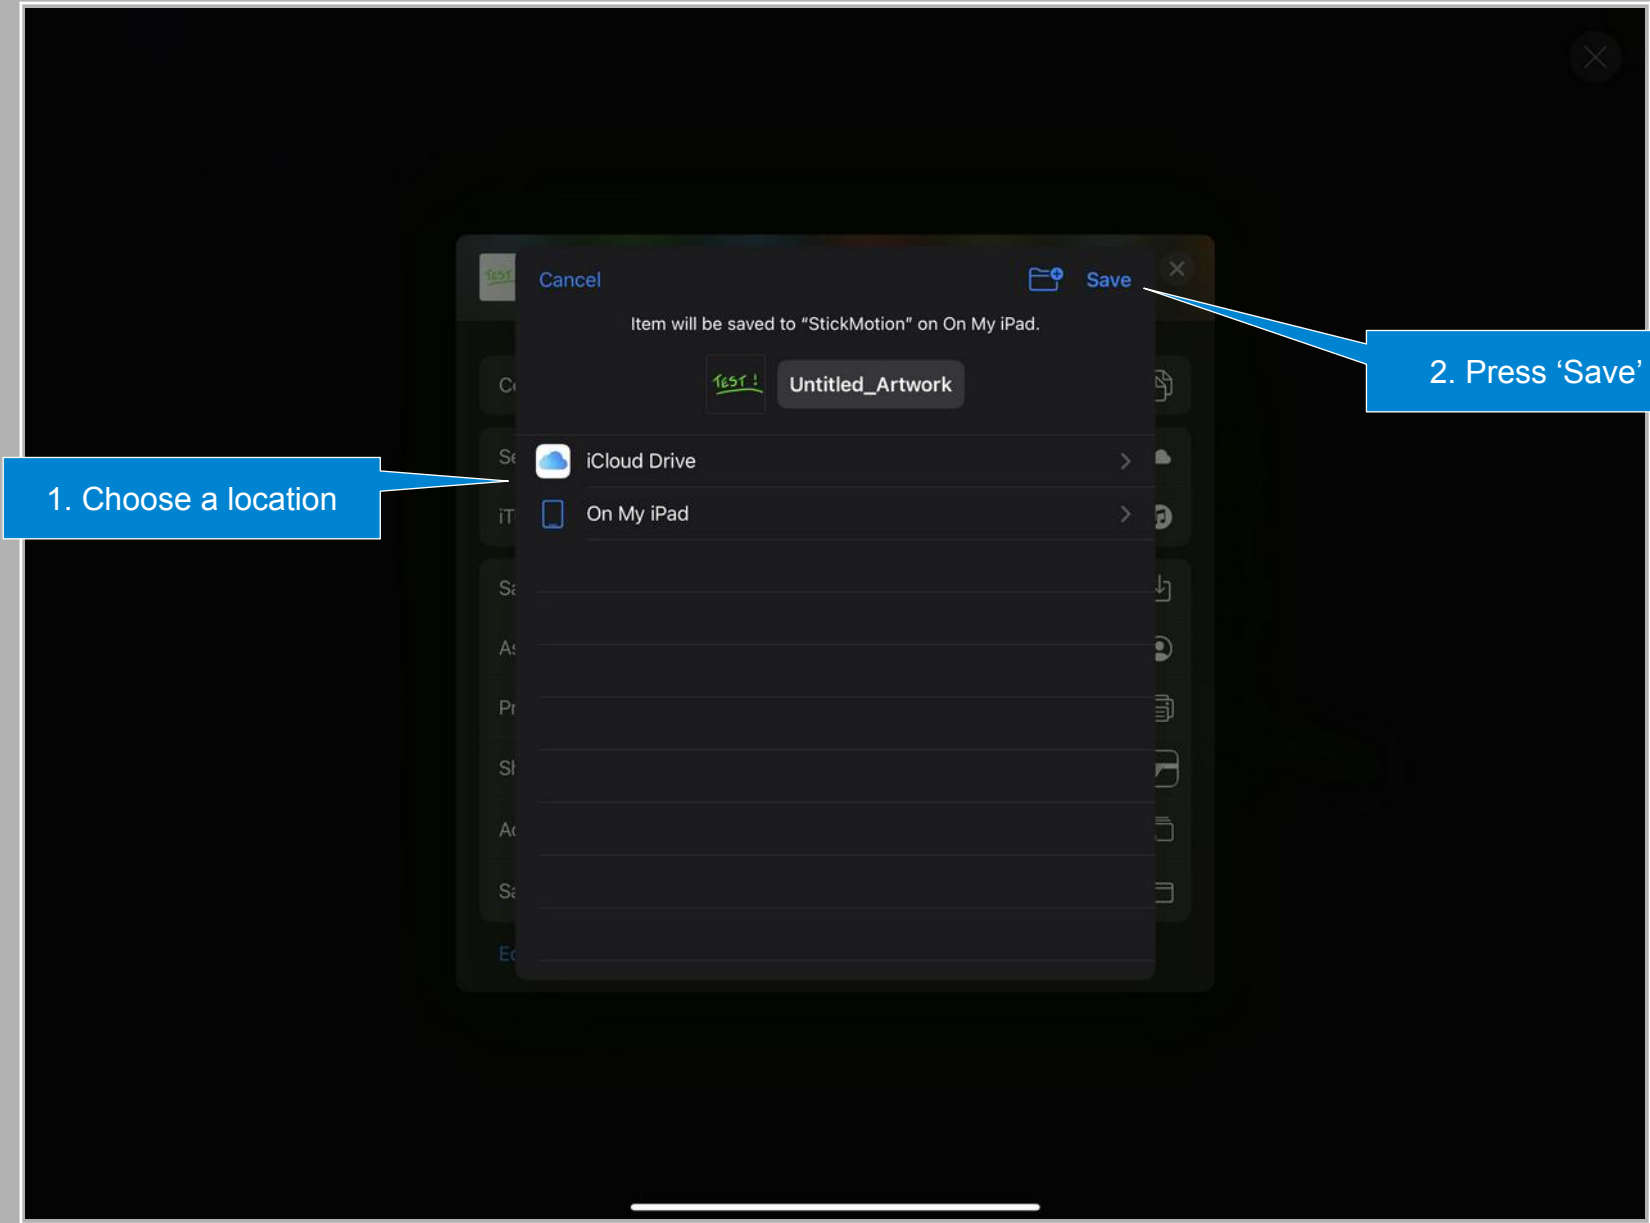 Cancel
Save
Item will be saved to “StickMotion” on On My iPad.
TEST!
Untitled_Artwork
2. Press ‘Save’
iCloud Drive
1. Choose a location
On My iPad